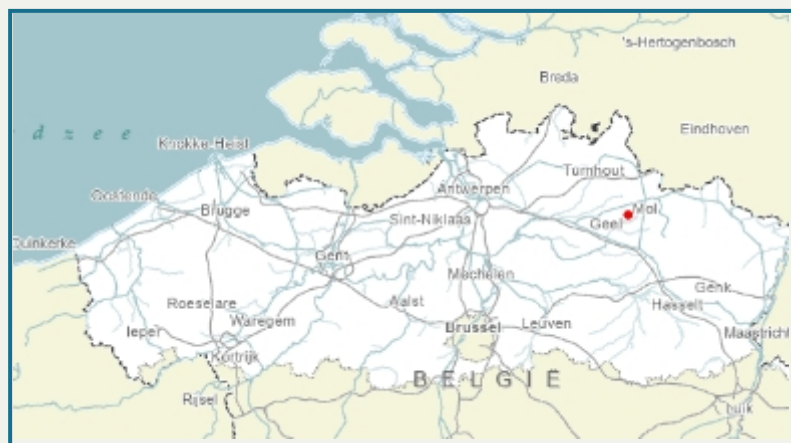 's-Hertogenbosch
Breda
Eindhoven
d z e e
Knokke-Heist
Turnhout
Oostende
Antwerpen
Brugge
Sint-Niklaas
Mol
Geel
Duinkerke
Gent
Mechelen
Genk
Roeselare
Aalst
Hasselt
Ieper
Waregem
Brussel
Leuven
Maastricht
Kortrijk
BELGIË
Rijsel
Luik